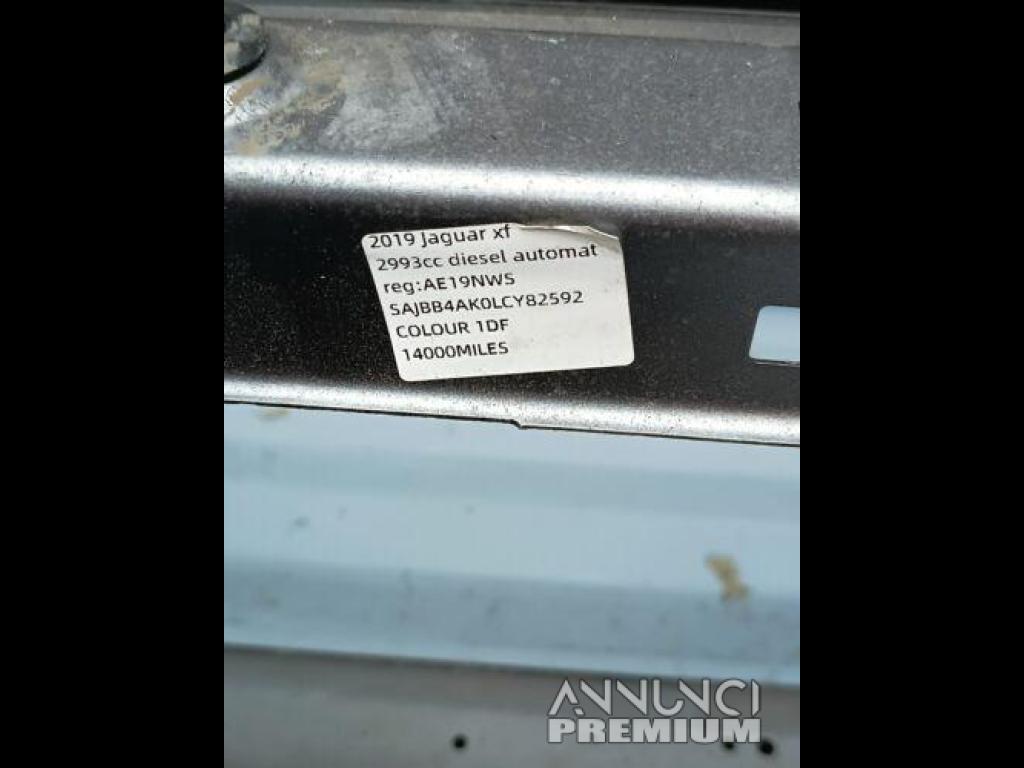 2019 Jaguar xf
2993cc diesel automat
reg:AE19NWS
SAJBB4AK0LCY82592
COLOUR 1DF
14000MILES
ANNUNCI
PREMIUM